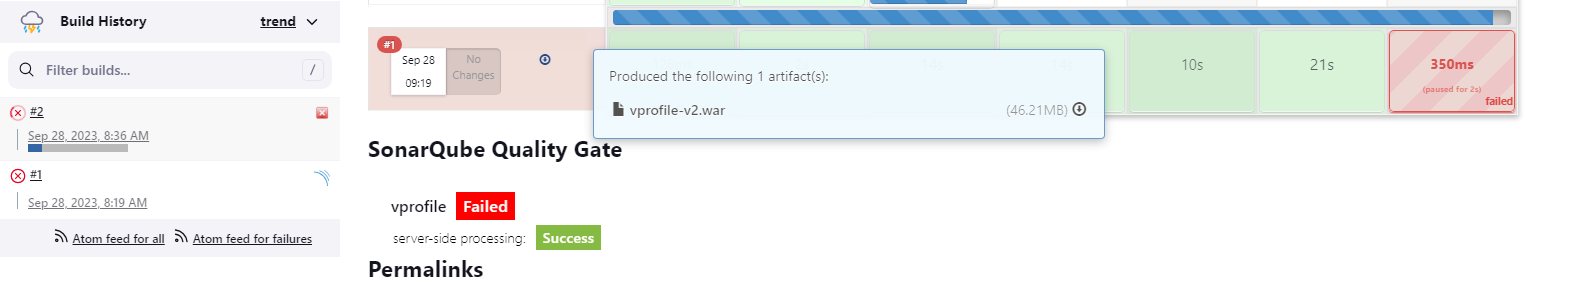 Build History
trend
Filter builds...
/
#2
Sep 28, 2023, 8:36 AM
#1
Sep 28, 2023, 8:19 AM
Atom feed for all
Atom feed for failures
#1
Sep 28
09:19
No
Changes
10s
21s
350ms
(paused for 2s)
failed
Produced the following 1 artifact(s):
vprofile-v2.war
(46.21MB)
SonarQube Quality Gate
vprofile
Failed
server-side processing:
Success
Permalinks